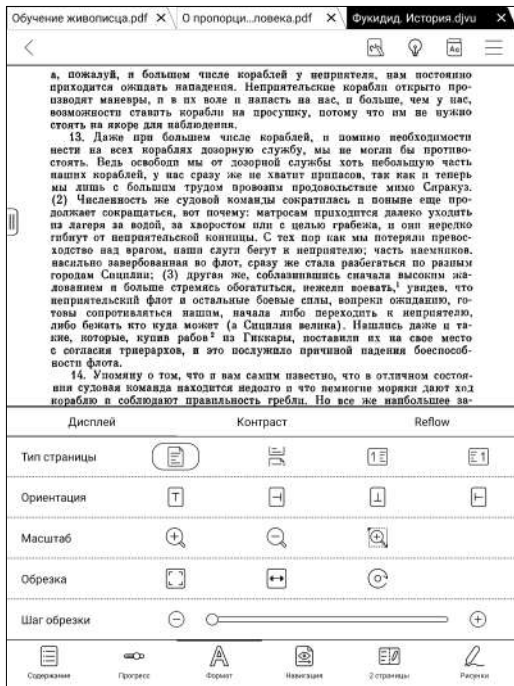 Обучение живописца.pdf × О пропорци...ловека.pdf × Фукидид. История.djvu ×
а, пожалуй, и большем числе кораблей у неприятеля, нам постоянно
приходится ожидать нападения. Неприятельские корабли открыто про-
изводят маневры, и в их воле и напасть на нас, и больше, чем у нас,
возможности ставить корабли на просушку, потому что им не нужно
стоять на якоре для наблюдения.
13. Даже при большем числе кораблей, и помимо необходимости
нести на всех кораблях дозорную службу, мы не могли бы противо-
стоять. Ведь освободи мы от дозорной службы хоть небольшую часть
наших кораблей, у нас сразу же не хватит припасов, так как и теперь
мы лишь с большим трудом провозим продовольствие мимо Сиракуз.
(2) Численность же судовой команды сократилась и поныне еще про-
должает сокращаться, вот почему: матросам приходится далеко уходить
из лагеря за водой, за хворостом или с целью грабежа, и они нередко
гибнут от неприятельской конницы. С тех пор как мы потеряли превос-
ходство над врагом, наши слуги бегут к неприятелю; часть наемников,
насильно завербованная во флот, сразу же стала разбегаться по разным
городам Сицилии; (3) другая же, соблазнившись сначала высоким жа-
лованием и больше стремясь обогатиться, нежели воевать,¹ увидев, что
неприятельский флот и остальные боевые силы, вопреки ожиданию, го-
товы сопротивляться нашим, начала либо переходить к неприятелю,
либо бежать кто куда может (а Сицилия велика). Нашлись даже и та-
кие, которые, купив рабов² из Гиккары, поставили их на свое место
с согласия триерархов, и это послужило причиной падения боеспособ-
ности флота.
14. Упомяну о том, что и вам самим известно, что в отличном состоя-
нии судовая команда находится недолго и что немногие моряки дают ход
кораблю и соблюдают правильность гребли. Но все же наибольшее за-
Дисплей Контраст Reflow
Тип страницы 1 1
Ориентация
Масштаб
Обрезка
Шаг обрезки
Содержание Прогресс Формат Навигация 2 страницы Рисунки